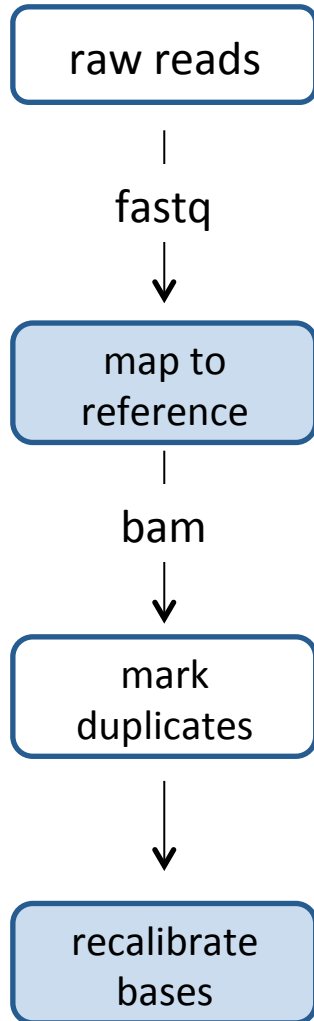 raw reads
fastq
map to
reference
bam
mark
duplicates
recalibrate
bases